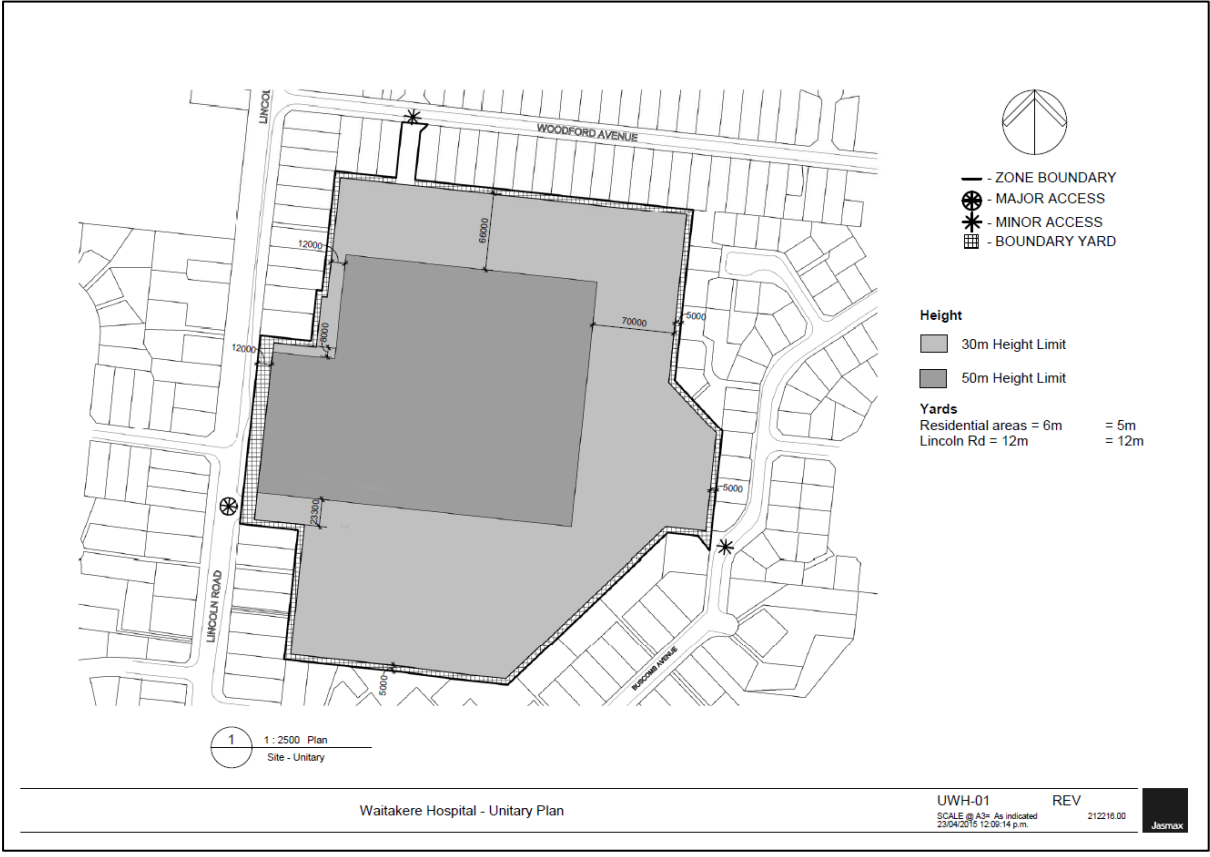 LINCOL
WOODFORD AVENUE
66000
12000
70000
5000
8000
12000
5000
23300
LINCOLN ROAD
BUSCOMB AVENUE
5000
- ZONE BOUNDARY
- MAJOR ACCESS
- MINOR ACCESS
- BOUNDARY YARD
Height
30m Height Limit
50m Height Limit
Yards
Residential areas = 6m = 5m
Lincoln Rd = 12m = 12m
1 1 : 2500 Plan
Site - Unitary
Waitakere Hospital - Unitary Plan
UWH-01 REV
SCALE @ A3= As indicated 212216.00
23/04/2015 12:09:14 p.m.
Jasmax